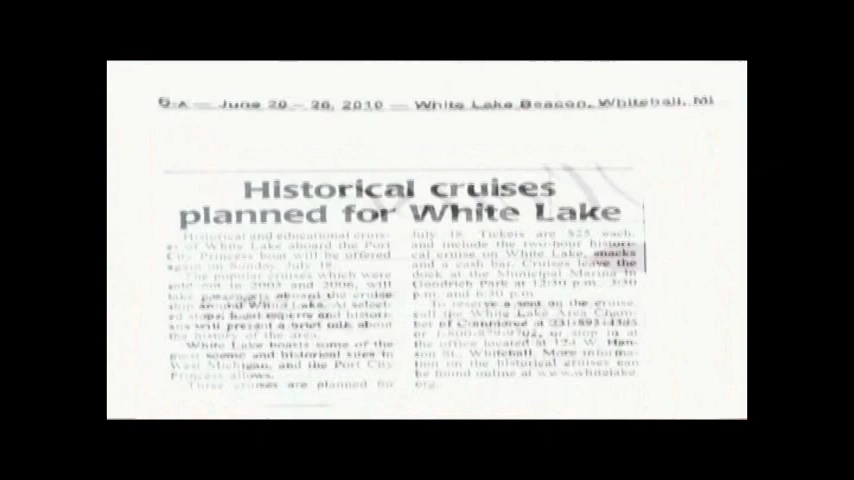 6-A — June 20 - 26, 2010 — White Lake Beacon, Whitehall, MI
Historical cruises
planned for White Lake
Historical and educational cruis-
es of White Lake aboard the Port
City Princess boat will be offered
again on Sunday, July 18.
The popular cruises which were
sold out in 2003 and 2006, will
take passengers aboard the cruise
ship around White Lake. At select-
ed stops, local experts and histori-
ans will present a brief talk about
the history of the area.
White Lake boasts some of the
most scenic and historical sites in
West Michigan, and the Port City
Princess allows.
Three cruises are planned for
July 18. Tickets are $25 each,
and include the two-hour histori-
cal cruise on White Lake, snacks
and a cash bar. Cruises leave the
dock at the Municipal Marina in
Goodrich Park at 12:30 p.m., 3:30
p.m. and 6:30 p.m.
To reserve a seat on the cruise,
call the White Lake Area Cham-
ber of Commerce at 231-893-4585
or stop in at
the office located at 124 W. Han-
son St., Whitehall. More informa-
tion on the historical cruises can
be found online at www.whitelake.
org.